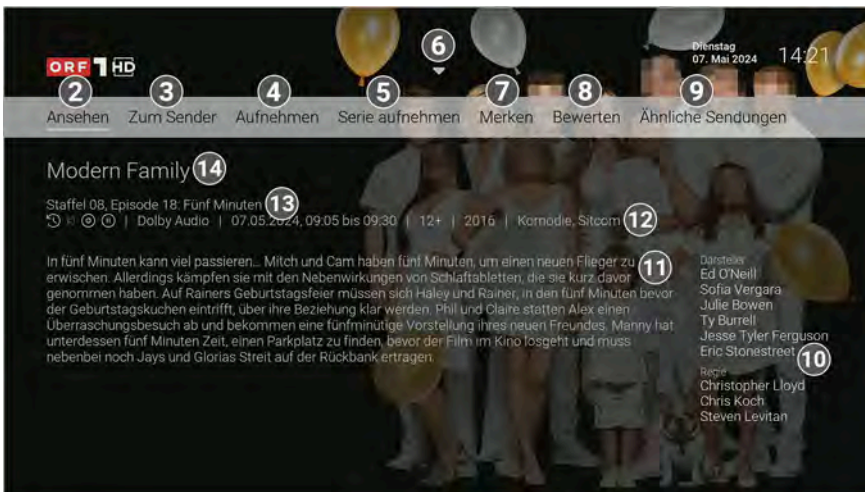 6
Dienstag
07. Mai 2024
14:21
ORF 1 HD
2 3 4 5 7 8 9
Ansehen Zum Sender Aufnehmen Serie aufnehmen Merken Bewerten Ähnliche Sendungen
Modern Family 14
Staffel 08, Episode 18: Fünf Minuten 13
| Dolby Audio | 07.05.2024, 09:05 bis 09:30 | 12+ | 2016 | Komödie, Sitcom 12
In fünf Minuten kann viel passieren... Mitch und Cam haben fünf Minuten, um einen neuen Flieger zu 11
erwischen. Allerdings kämpfen sie mit den Nebenwirkungen von Schlaftabletten, die sie kurz davor
genommen haben. Auf Rainers Geburtstagsfeier müssen sich Haley und Rainer, in den fünf Minuten bevor
der Geburtstagskuchen eintrifft, über ihre Beziehung klar werden. Phil und Claire statten Alex einen
Überraschungsbesuch ab und bekommen eine fünfminütige Vorstellung ihres neuen Freundes. Manny hat
unterdessen fünf Minuten Zeit, einen Parkplatz zu finden, bevor der Film im Kino losgeht und muss
nebenbei noch Jays und Glorias Streit auf der Rückbank ertragen.
Darsteller
Ed O'Neill
Sofia Vergara
Julie Bowen
Ty Burrell
Jesse Tyler Ferguson
Eric Stonestreet 10
Regie
Christopher Lloyd
Chris Koch
Steven Levitan